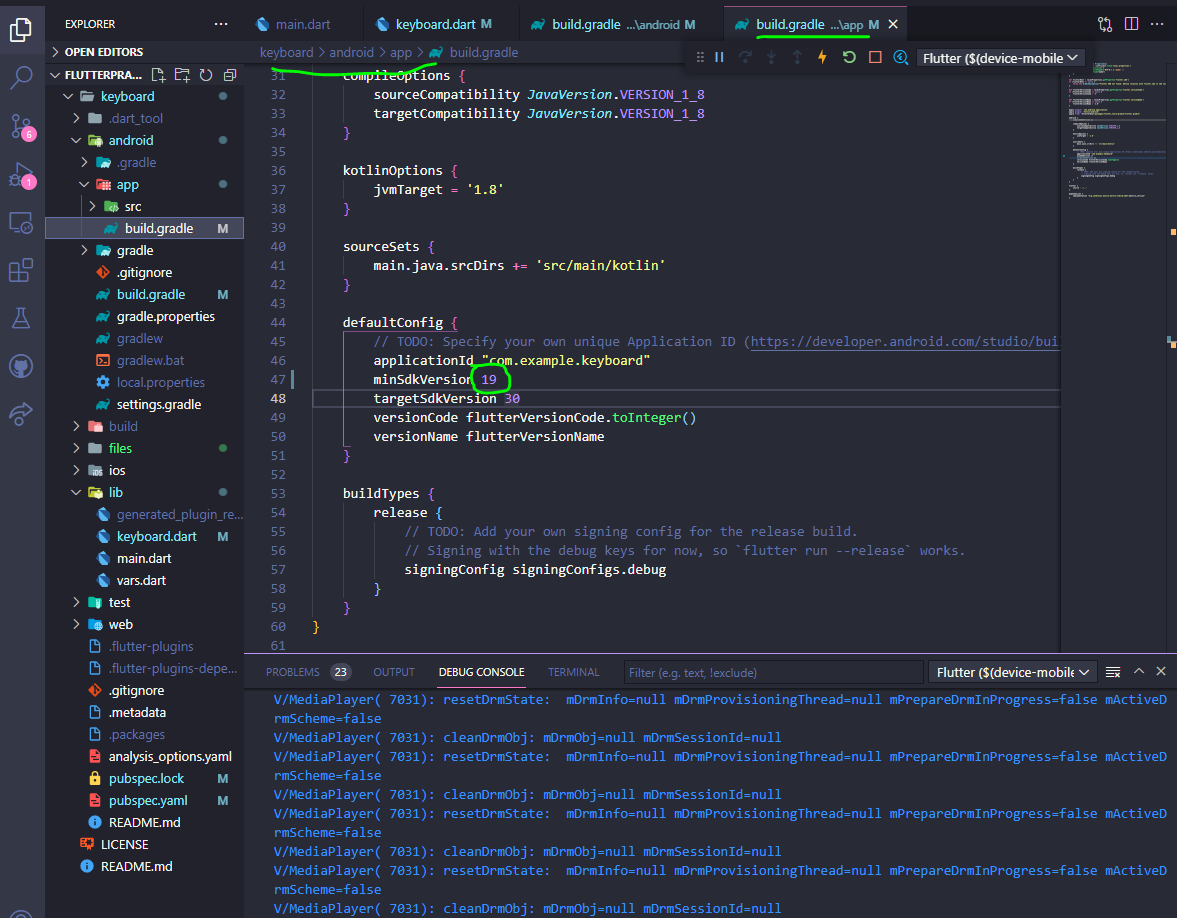 EXPLORER
main.dart
keyboard.dart M
build.gradle ...\android M
build.gradle ...\app M
OPEN EDITORS
keyboard > android > app > build.gradle
Flutter ($(device-mobile
FLUTTERPRA...
keyboard
.dart_tool
android
.gradle
app
src
build.gradle M
gradle
.gitignore
build.gradle M
gradle.properties
gradlew
gradlew.bat
local.properties
settings.gradle
build
files
ios
lib
generated_plugin_re...
keyboard.dart M
main.dart
vars.dart
test
web
.flutter-plugins
.flutter-plugins-depe...
.gitignore
.metadata
.packages
analysis_options.yaml
pubspec.lock M
pubspec.yaml M
README.md
LICENSE
README.md
6
1
31 compileOptions {
32 sourceCompatibility JavaVersion.VERSION_1_8
33 targetCompatibility JavaVersion.VERSION_1_8
34 }
35
36 kotlinOptions {
37 jvmTarget = '1.8'
38 }
39
40 sourceSets {
41 main.java.srcDirs += 'src/main/kotlin'
42 }
43
44 defaultConfig {
45 // TODO: Specify your own unique Application ID (https://developer.android.com/studio/bui
46 applicationId "com.example.keyboard"
47 minSdkVersion 19
48 targetSdkVersion 30
49 versionCode flutterVersionCode.toInteger()
50 versionName flutterVersionName
51 }
52
53 buildTypes {
54 release {
55 // TODO: Add your own signing config for the release build.
56 // Signing with the debug keys for now, so `flutter run --release` works.
57 signingConfig signingConfigs.debug
58 }
59 }
60 }
61
PROBLEMS 23 OUTPUT DEBUG CONSOLE TERMINAL Filter (e.g. text, !exclude) Flutter ($(device-mobile
V/MediaPlayer( 7031): resetDrmState:  mDrmInfo=null mDrmProvisioningThread=null mPrepareDrmInProgress=false mActiveD
rmScheme=false
V/MediaPlayer( 7031): cleanDrmObj: mDrmObj=null mDrmSessionId=null
V/MediaPlayer( 7031): resetDrmState:  mDrmInfo=null mDrmProvisioningThread=null mPrepareDrmInProgress=false mActiveD
rmScheme=false
V/MediaPlayer( 7031): cleanDrmObj: mDrmObj=null mDrmSessionId=null
V/MediaPlayer( 7031): resetDrmState:  mDrmInfo=null mDrmProvisioningThread=null mPrepareDrmInProgress=false mActiveD
rmScheme=false
V/MediaPlayer( 7031): cleanDrmObj: mDrmObj=null mDrmSessionId=null
V/MediaPlayer( 7031): resetDrmState:  mDrmInfo=null mDrmProvisioningThread=null mPrepareDrmInProgress=false mActiveD
rmScheme=false
V/MediaPlayer( 7031): cleanDrmObj: mDrmObj=null mDrmSessionId=null